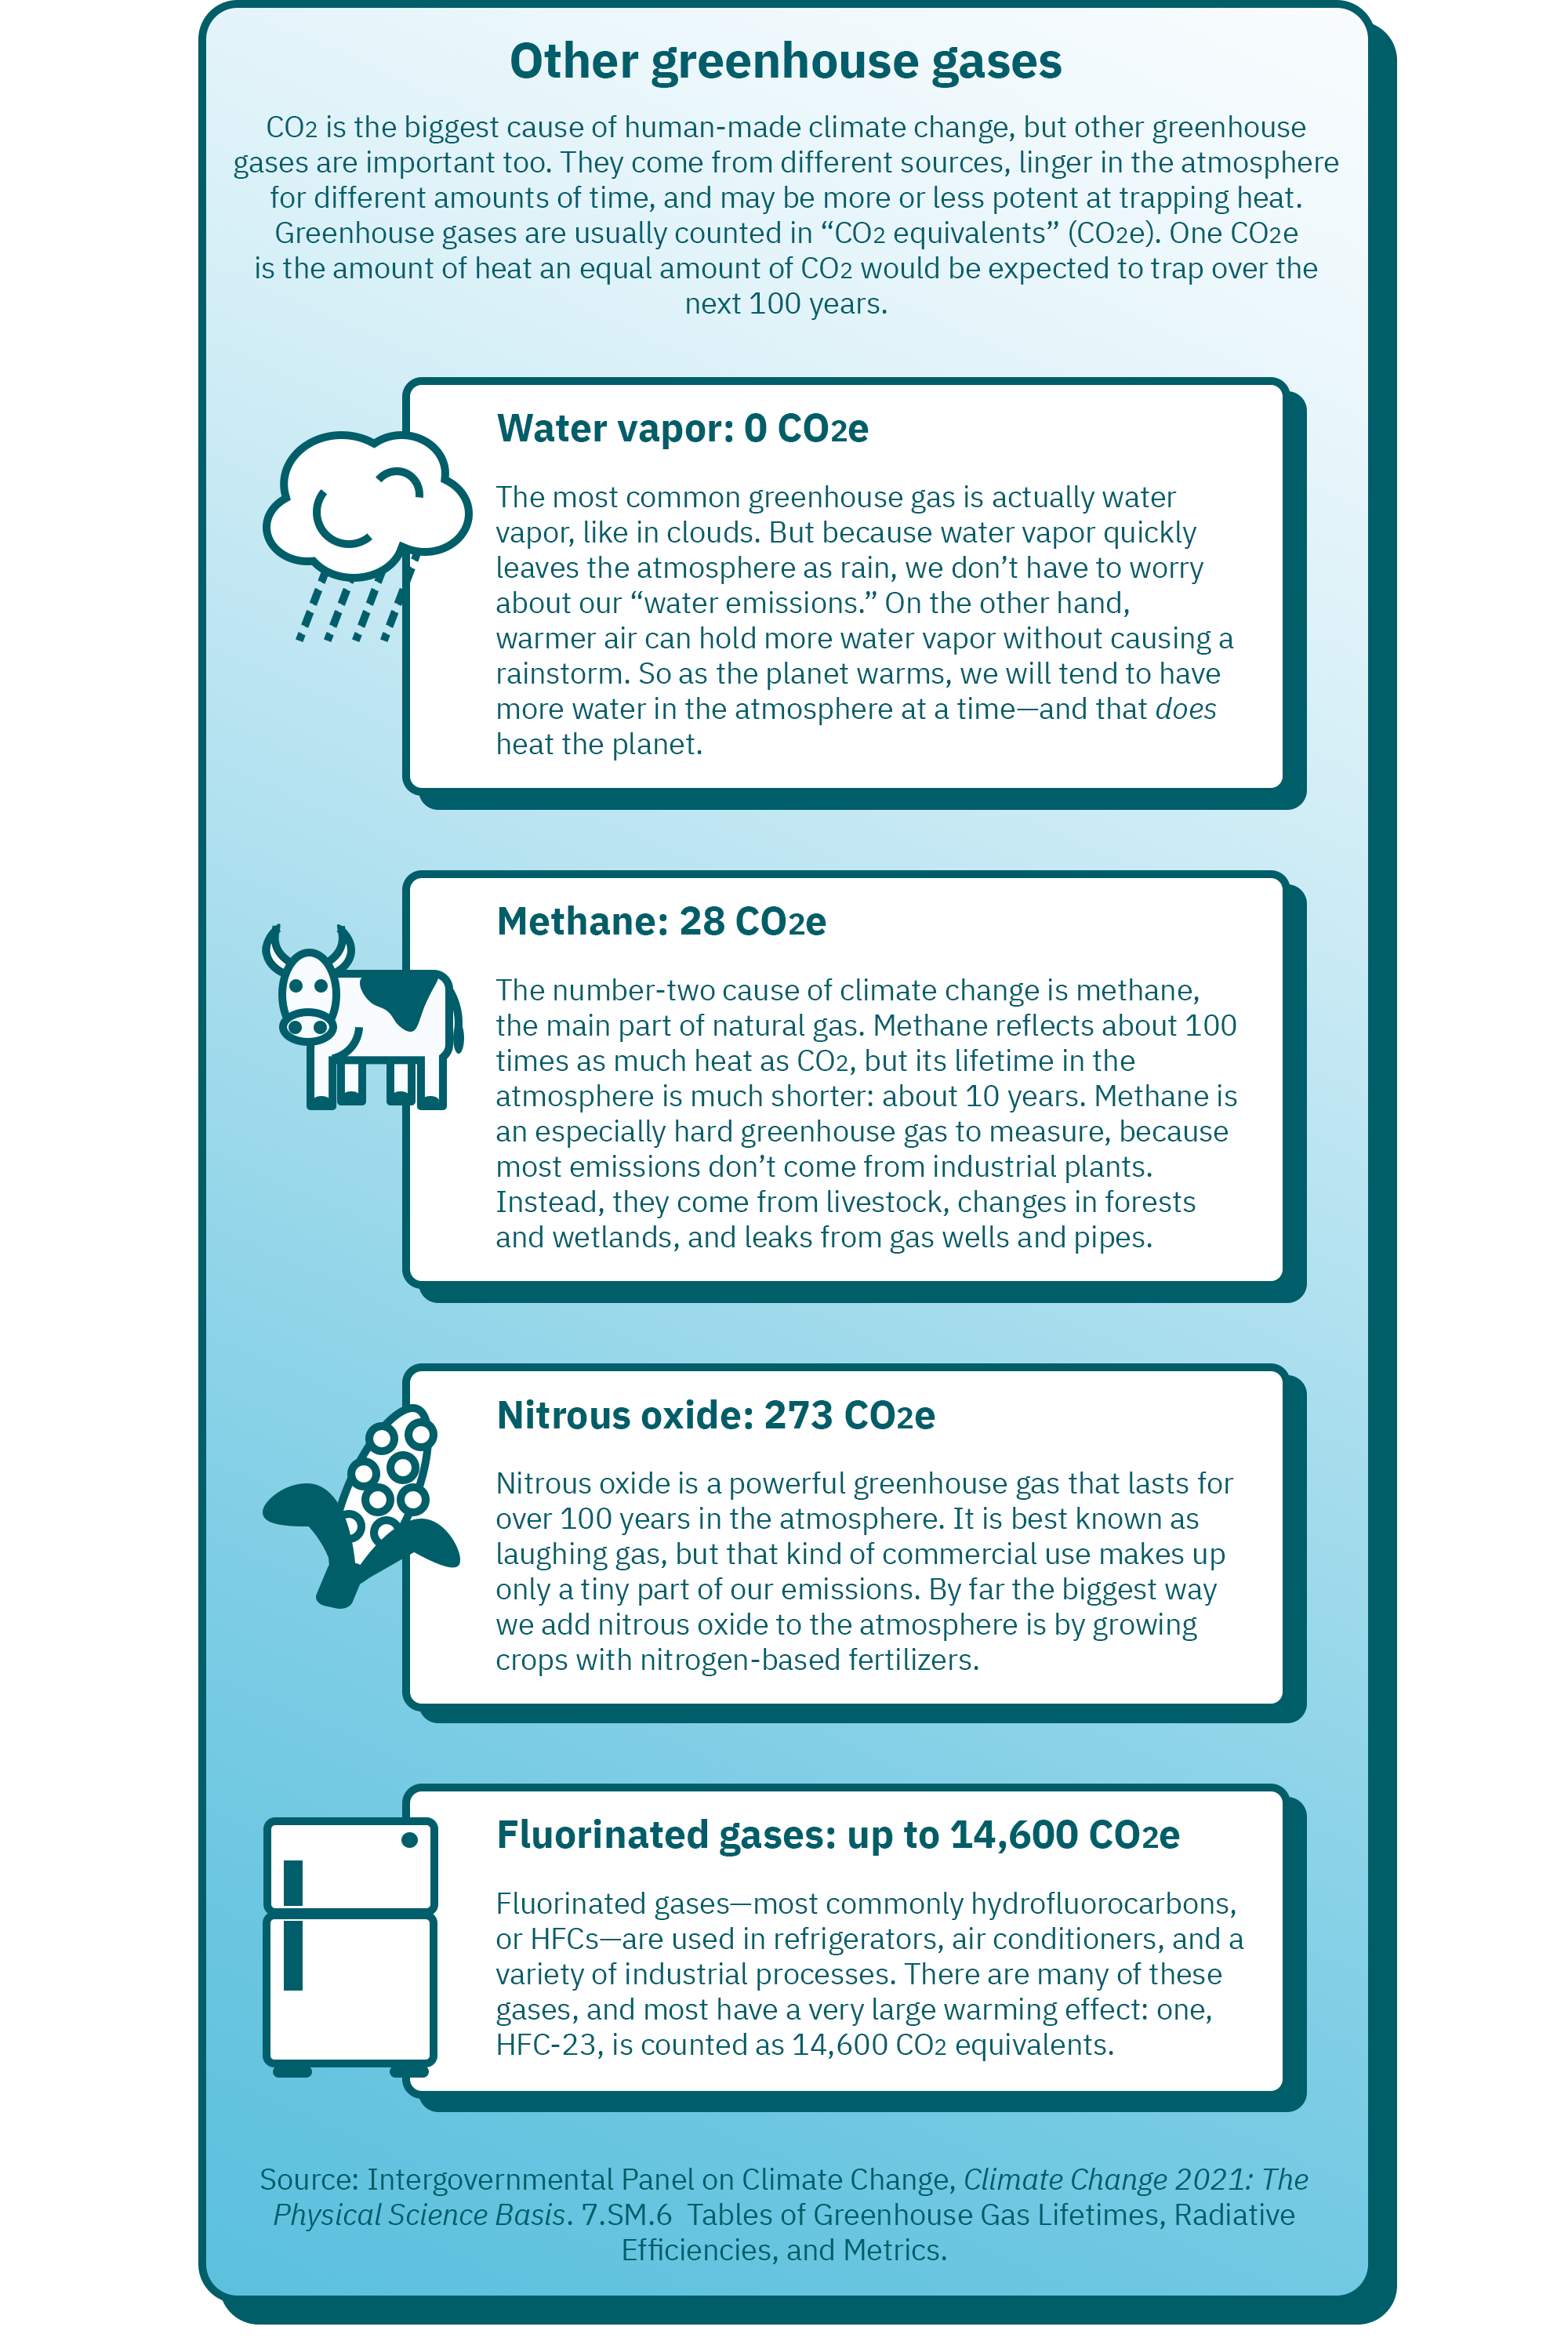 Other greenhouse gases
CO2 is the biggest cause of human-made climate change, but other greenhouse
gases are important too. They come from different sources, linger in the atmosphere
for different amounts of time, and may be more or less potent at trapping heat.
Greenhouse gases are usually counted in “CO2 equivalents” (CO2e). One CO2e
is the amount of heat an equal amount of CO2 would be expected to trap over the
next 100 years.
Water vapor: 0 CO2e
The most common greenhouse gas is actually water
vapor, like in clouds. But because water vapor quickly
leaves the atmosphere as rain, we don’t have to worry
about our “water emissions.” On the other hand,
warmer air can hold more water vapor without causing a
rainstorm. So as the planet warms, we will tend to have
more water in the atmosphere at a time—and that does
heat the planet.
Methane: 28 CO2e
The number-two cause of climate change is methane,
the main part of natural gas. Methane reflects about 100
times as much heat as CO2, but its lifetime in the
atmosphere is much shorter: about 10 years. Methane is
an especially hard greenhouse gas to measure, because
most emissions don’t come from industrial plants.
Instead, they come from livestock, changes in forests
and wetlands, and leaks from gas wells and pipes.
Nitrous oxide: 273 CO2e
Nitrous oxide is a powerful greenhouse gas that lasts for
over 100 years in the atmosphere. It is best known as
laughing gas, but that kind of commercial use makes up
only a tiny part of our emissions. By far the biggest way
we add nitrous oxide to the atmosphere is by growing
crops with nitrogen-based fertilizers.
Fluorinated gases: up to 14,600 CO2e
Fluorinated gases—most commonly hydrofluorocarbons,
or HFCs—are used in refrigerators, air conditioners, and a
variety of industrial processes. There are many of these
gases, and most have a very large warming effect: one,
HFC-23, is counted as 14,600 CO2 equivalents.
Source: Intergovernmental Panel on Climate Change, Climate Change 2021: The
Physical Science Basis. 7.SM.6 Tables of Greenhouse Gas Lifetimes, Radiative
Efficiencies, and Metrics.